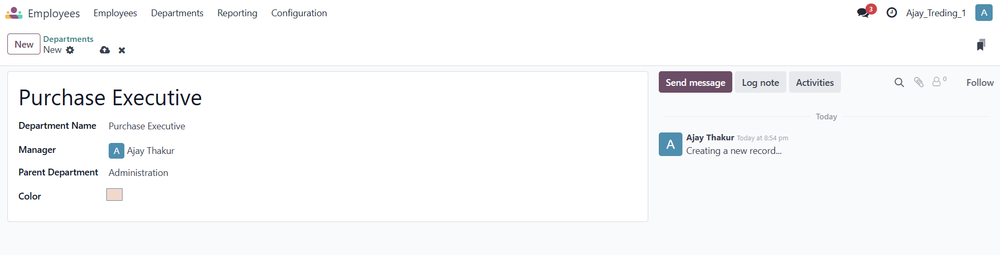 Employees Employees Departments Reporting Configuration 3 Ajay_Treding_1 A
New Departments
New
Purchase Executive
Department Name Purchase Executive
Manager A Ajay Thakur
Parent Department Administration
Color
Send message Log note Activities 0 Follow
Today
A Ajay Thakur Today at 8:54 pm
Creating a new record...